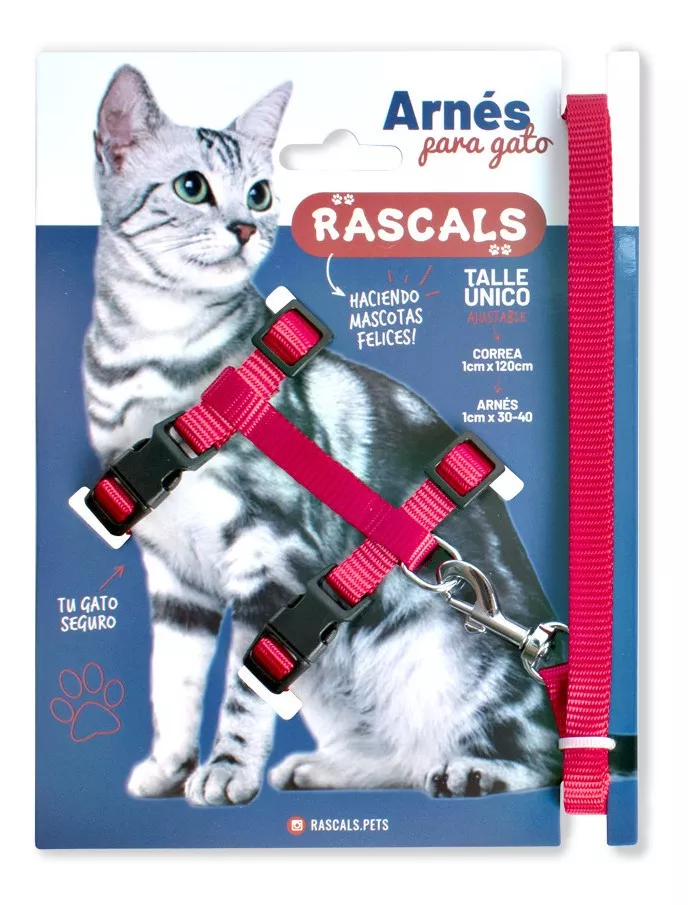 Arnés
para gato
RASCALS
HACIENDO
MASCOTAS
FELICES!
TALLE
UNICO
AJUSTABLE
CORREA
1cm x 120cm
ARNÉS
1cm x 30-40
TU GATO
SEGURO
RASCALS.PETS